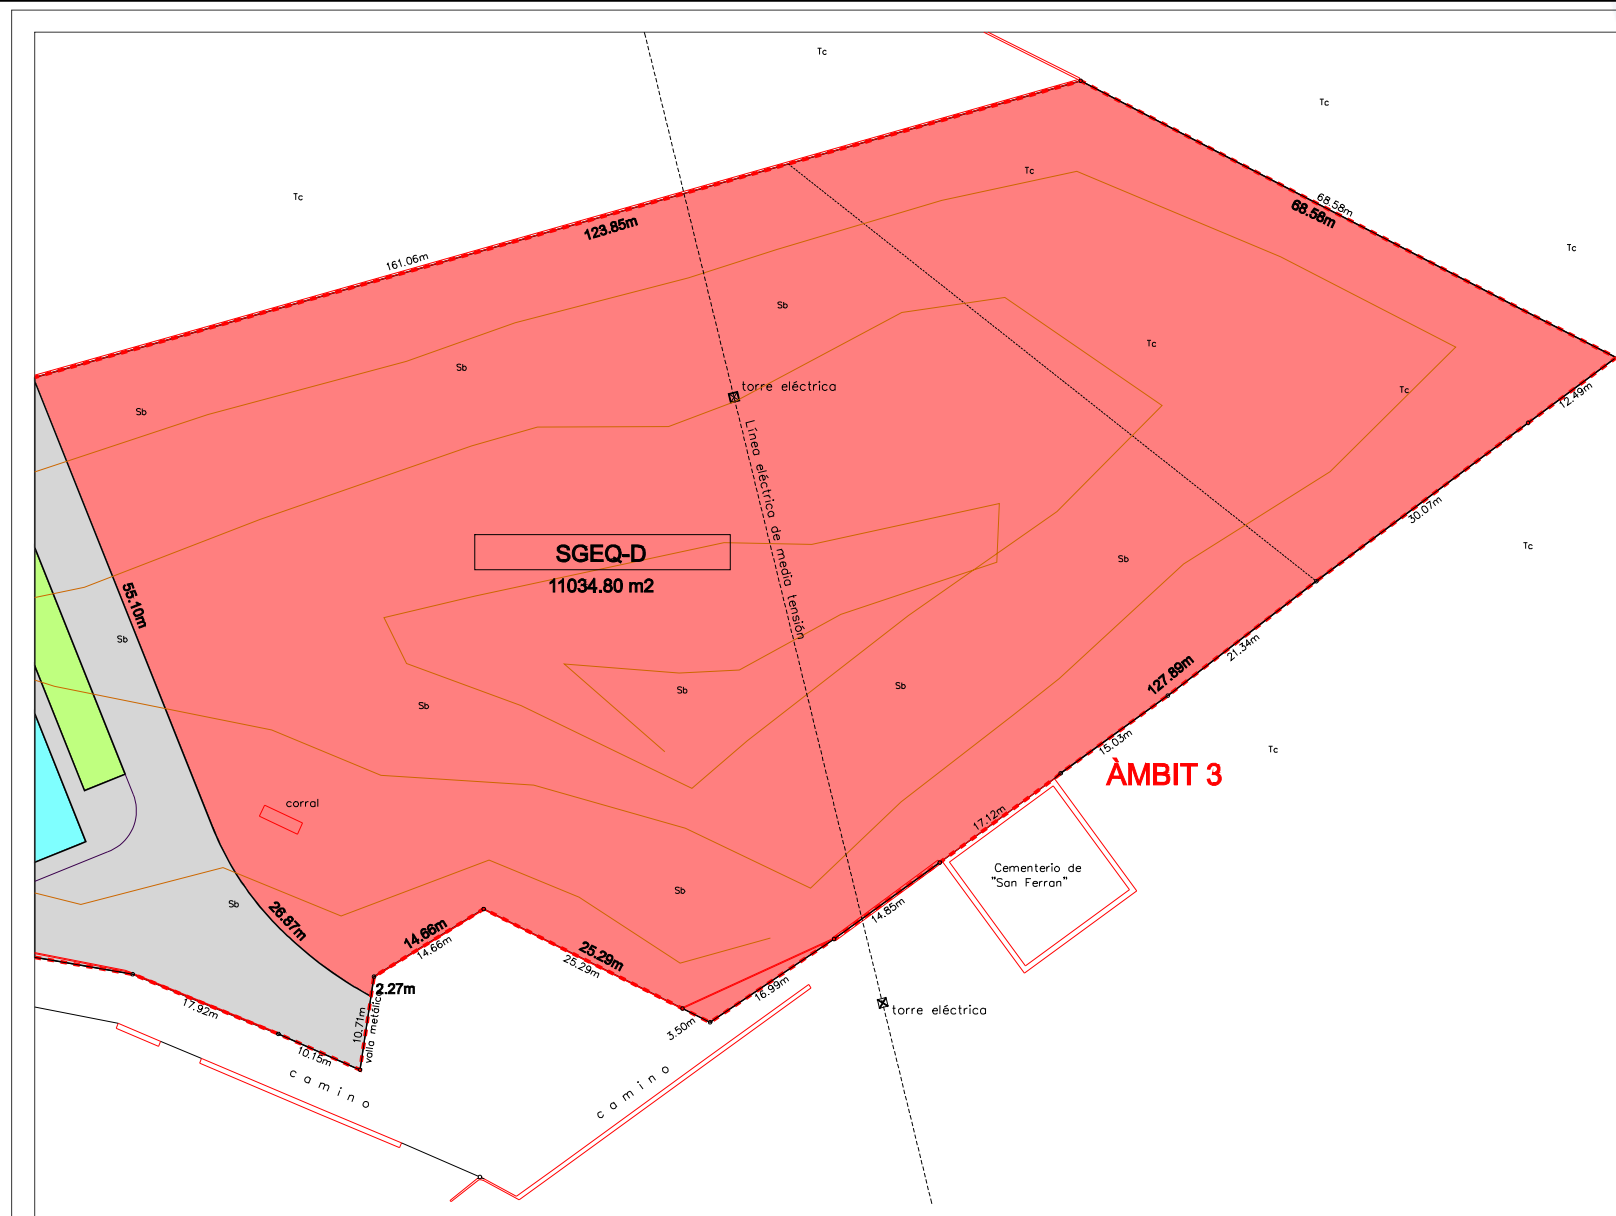 Tc
Tc
Tc
Tc
68.58m
68.58m
123.85m
161.06m
Tc
Sb
Tc
Sb
torre eléctrica
Tc
12.49m
Sb
Línea eléctrica de media tensión
30.07m
SGEQ-D
11034.80 m2
Tc
Sb
55.10m
Sb
21.34m
127.89m
Sb
Sb
Sb
15.03m
ÀMBIT 3
Tc
corral
17.12m
Cementerio de
"San Ferran"
Sb
Sb
26.87m
14.66m
14.66m
25.29m
25.29m
14.85m
2.27m
16.99m
valla metálica
10.71m
17.92m
3.50m
torre eléctrica
10.15m
camino
camino